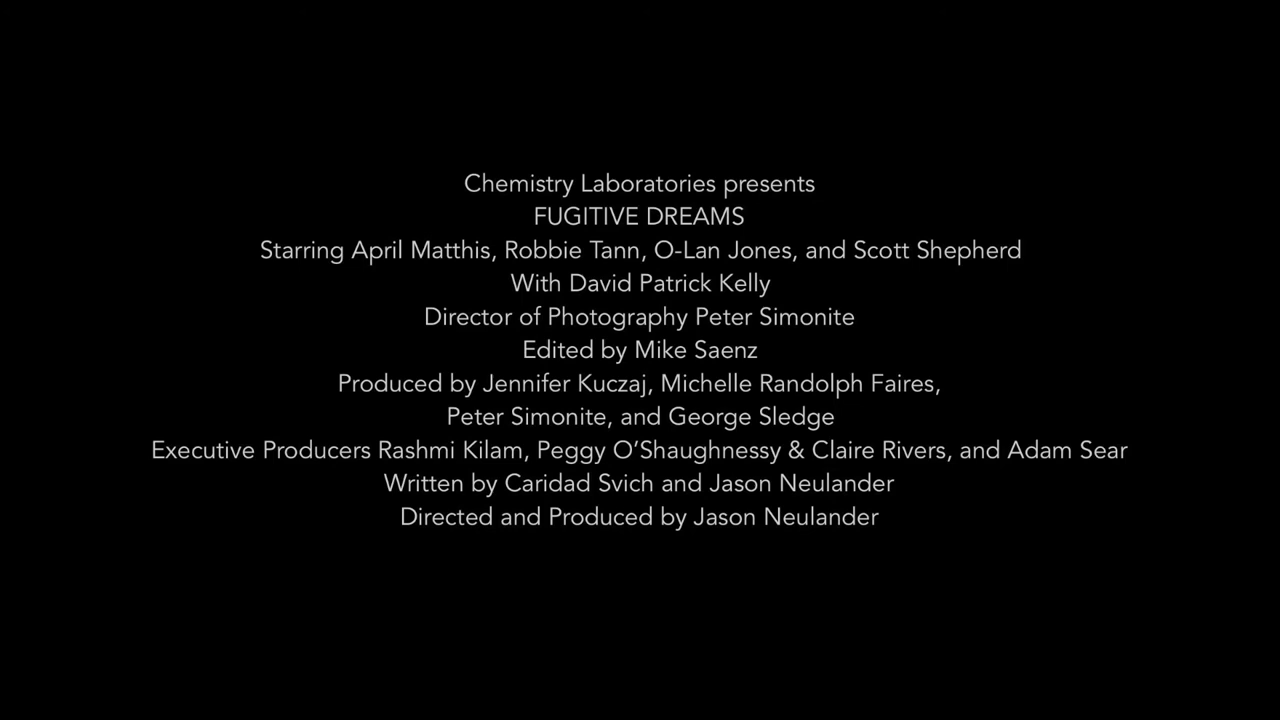 Chemistry Laboratories presents
FUGITIVE DREAMS
Starring April Matthis, Robbie Tann, O-Lan Jones, and Scott Shepherd
With David Patrick Kelly
Director of Photography Peter Simonite
Edited by Mike Saenz
Produced by Jennifer Kuczaj, Michelle Randolph Faires,
Peter Simonite, and George Sledge
Executive Producers Rashmi Kilam, Peggy O’Shaughnessy & Claire Rivers, and Adam Sear
Written by Caridad Svich and Jason Neulander
Directed and Produced by Jason Neulander